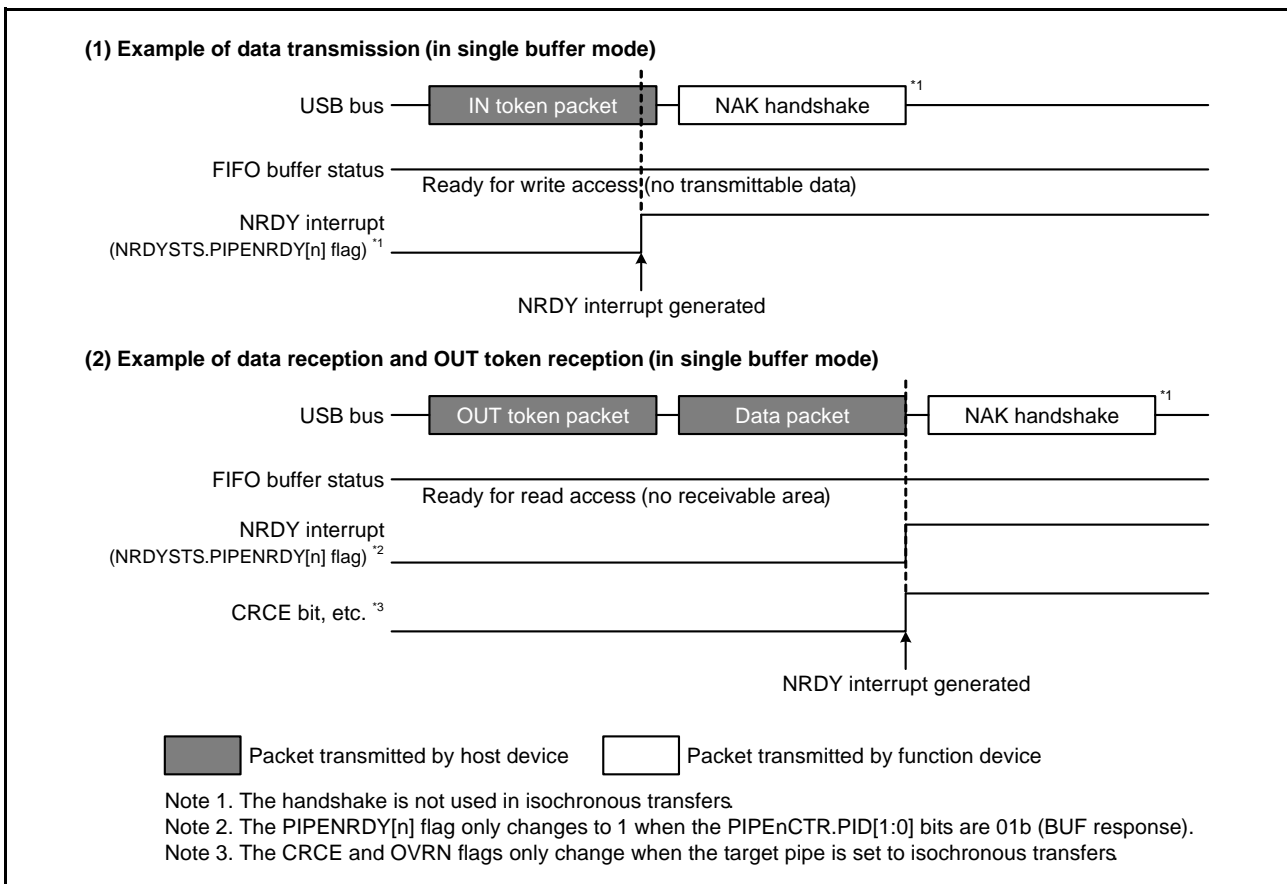 (1) Example of data transmission (in single buffer mode)
USB bus IN token packet NAK handshake *1
FIFO buffer status
Ready for write access (no transmittable data)
NRDY interrupt
(NRDYSTS.PIPENRDY[n] flag) *1
NRDY interrupt generated
(2) Example of data reception and OUT token reception (in single buffer mode)
USB bus OUT token packet Data packet NAK handshake *1
FIFO buffer status
Ready for read access (no receivable area)
NRDY interrupt
(NRDYSTS.PIPENRDY[n] flag) *2
CRCE bit, etc. *3
NRDY interrupt generated
Packet transmitted by host device Packet transmitted by function device
Note 1. The handshake is not used in isochronous transfers.
Note 2. The PIPENRDY[n] flag only changes to 1 when the PIPEnCTR.PID[1:0] bits are 01b (BUF response).
Note 3. The CRCE and OVRN flags only change when the target pipe is set to isochronous transfers.